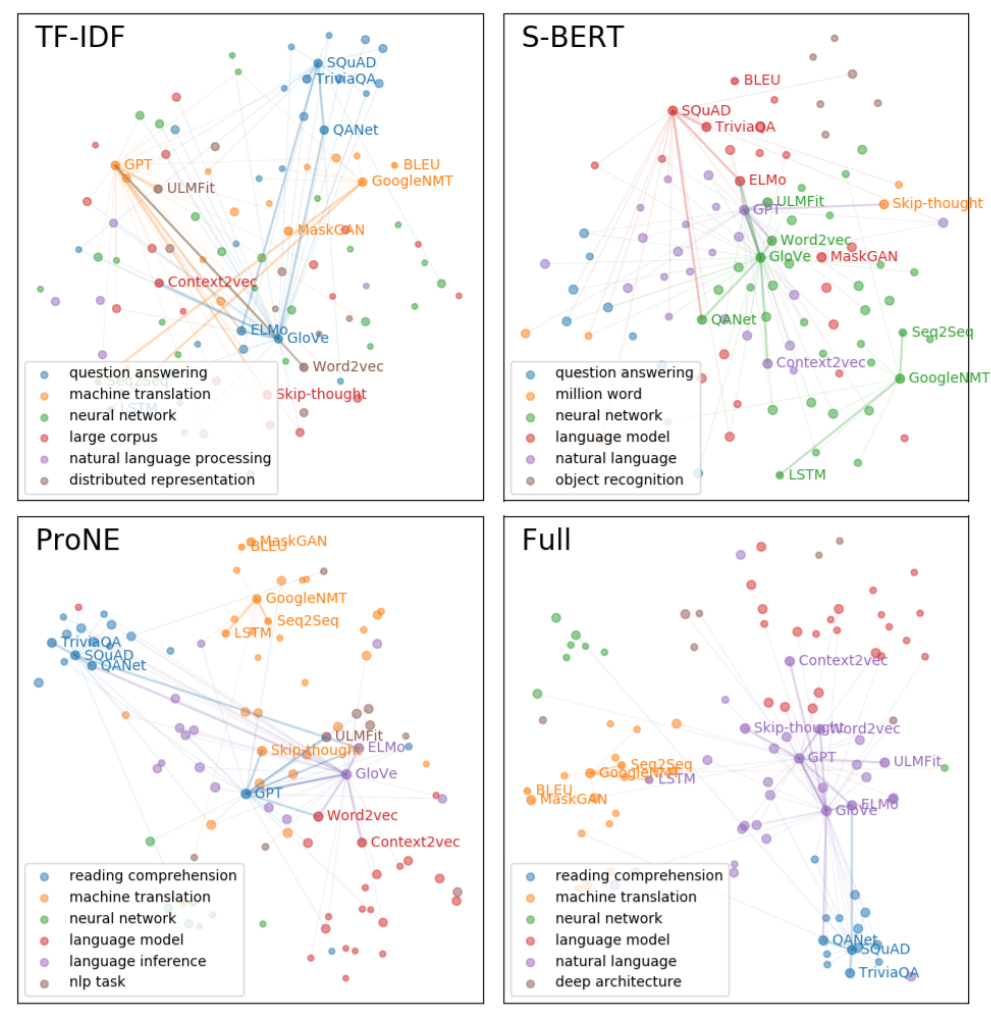 TF-IDF
SQuAD
TriviaQA
QANet
GPT
BLEU
ULMFit
GoogleNMT
MaskGAN
Context2vec
ELMo
GloVe
Word2vec
Seq2Seq
Skip-thought
LSTM
question answering
machine translation
neural network
large corpus
natural language processing
distributed representation
S-BERT
BLEU
SQuAD
TriviaQA
ELMo
ULMFit
GPT
Skip-thought
Word2vec
GloVe
MaskGAN
QANet
Seq2Seq
Context2vec
GoogleNMT
LSTM
question answering
million word
neural network
language model
natural language
object recognition
ProNE
MaskGAN
BLEU
GoogleNMT
Seq2Seq
LSTM
TriviaQA
SQuAD
QANet
ULMFit
Skip-thought
ELMo
GloVe
GPT
Word2vec
Context2vec
reading comprehension
machine translation
neural network
language model
language inference
nlp task
Full
Context2vec
Skip-thought
Word2vec
GPT
ULMFit
Seq2Seq
GoogleNMT
LSTM
BLEU
MaskGAN
ELMo
GloVe
QANet
SQuAD
TriviaQA
reading comprehension
machine translation
neural network
language model
natural language
deep architecture